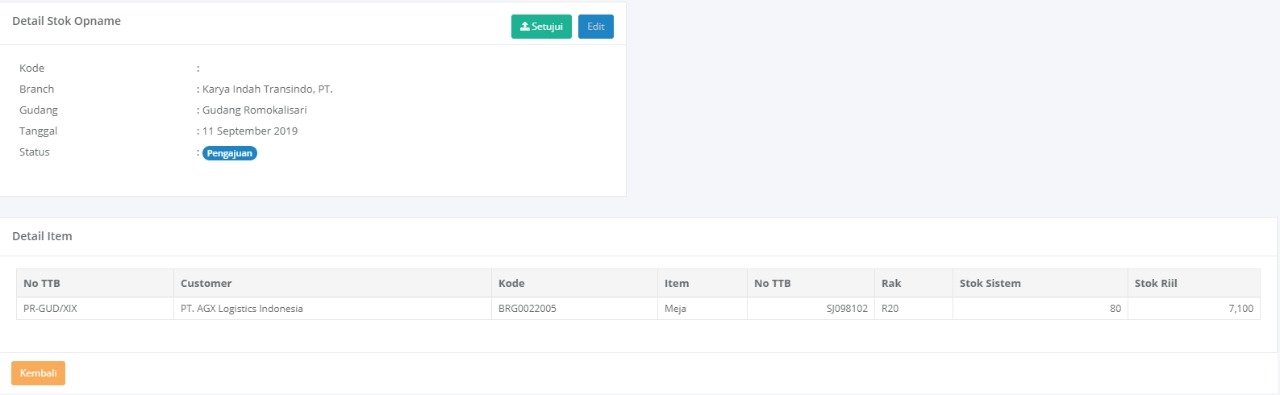 Detail Stok Opname
Setujui Edit
Kode :
Branch : Karya Indah Transindo, PT.
Gudang : Gudang Romokalisari
Tanggal : 11 September 2019
Status : Pengajuan
Detail Item
No TTB Customer Kode Item No TTB Rak Stok Sistem Stok Riil
PR-GUD/XIX PT. AGX Logistics Indonesia BRG0022005 Meja SJ098102 R20 80 7,100
Kembali